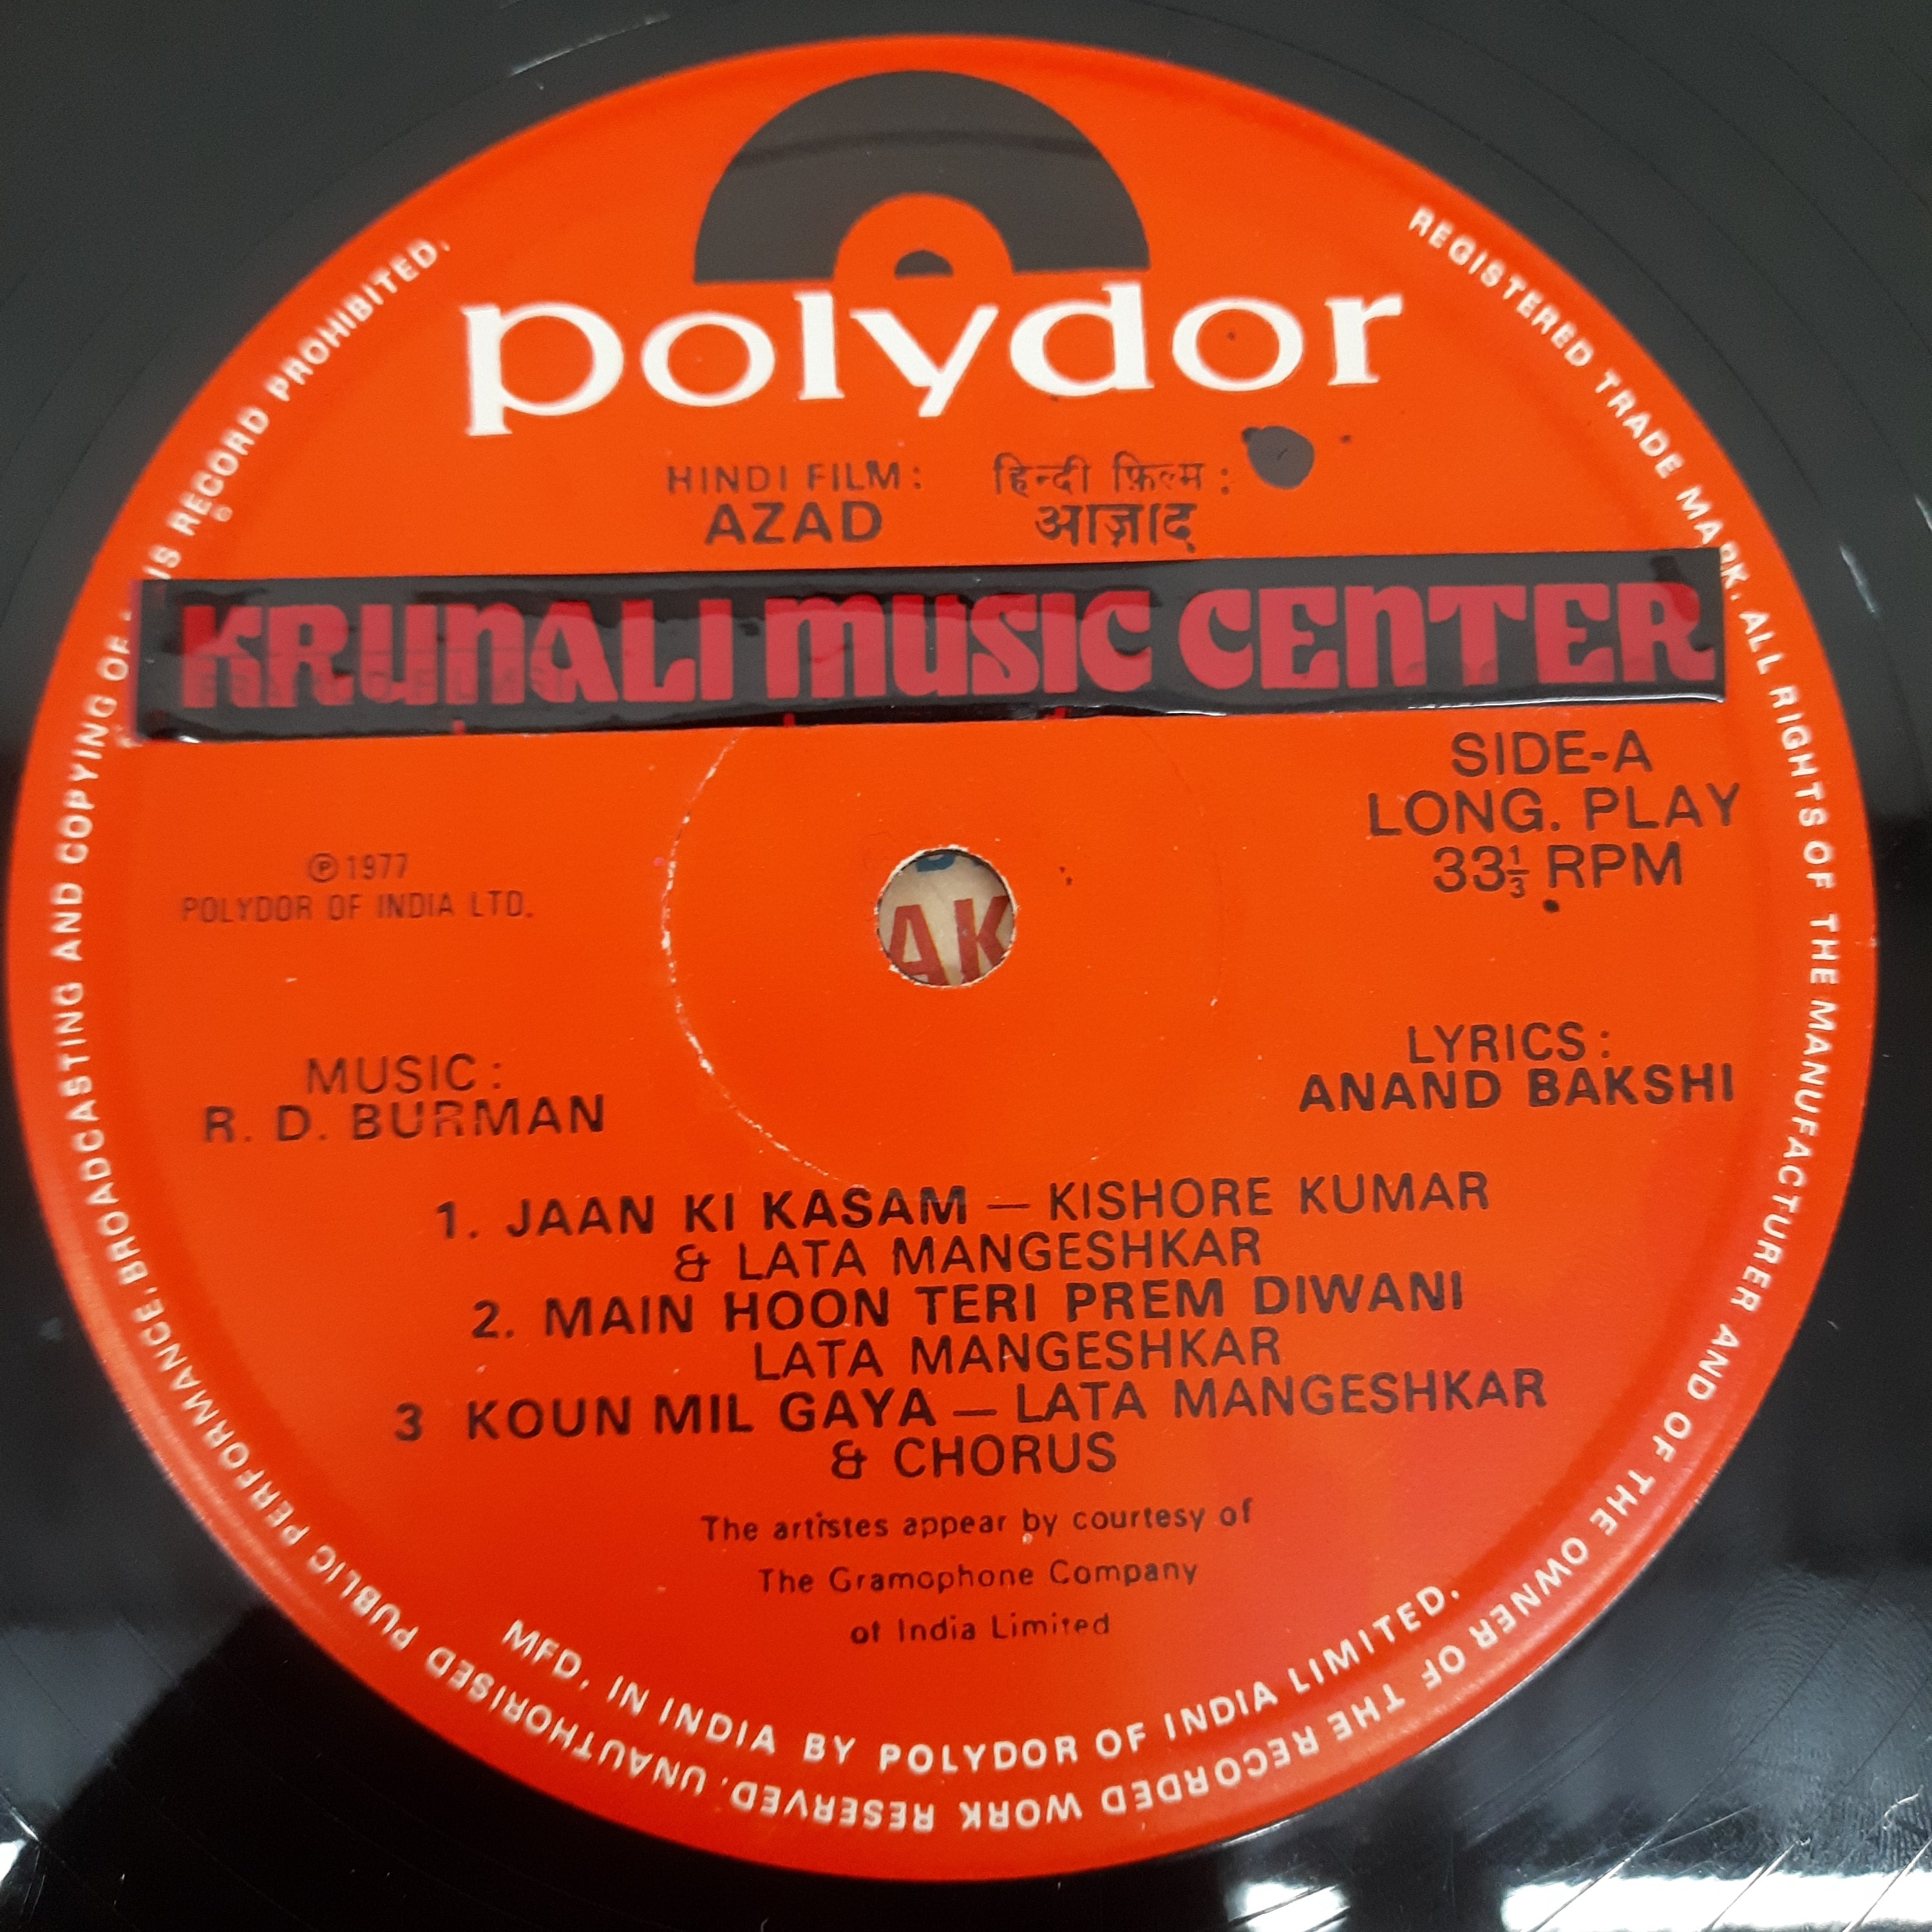 polydor
HINDI FILM: हिन्दी फ़िल्म :
AZAD आज़ाद
KRUNALI MUSIC CENTER
SIDE-A
LONG. PLAY
33⅓ RPM
℗ 1977
POLYDOR OF INDIA LTD.
AK
MUSIC :
R. D. BURMAN
LYRICS :
ANAND BAKSHI
1. JAAN KI KASAM — KISHORE KUMAR
& LATA MANGESHKAR
2. MAIN HOON TERI PREM DIWANI
LATA MANGESHKAR
3 KOUN MIL GAYA — LATA MANGESHKAR
& CHORUS
The artistes appear by courtesy of
The Gramophone Company
of India Limited
MFD. IN INDIA BY POLYDOR OF INDIA LIMITED.
REGISTERED TRADE MARK. ALL RIGHTS OF THE MANUFACTURER AND OF THE OWNER OF THE RECORDED WORK RESERVED. UNAUTHORISED PUBLIC PERFORMANCE, BROADCASTING AND COPYING OF RECORD PROHIBITED.